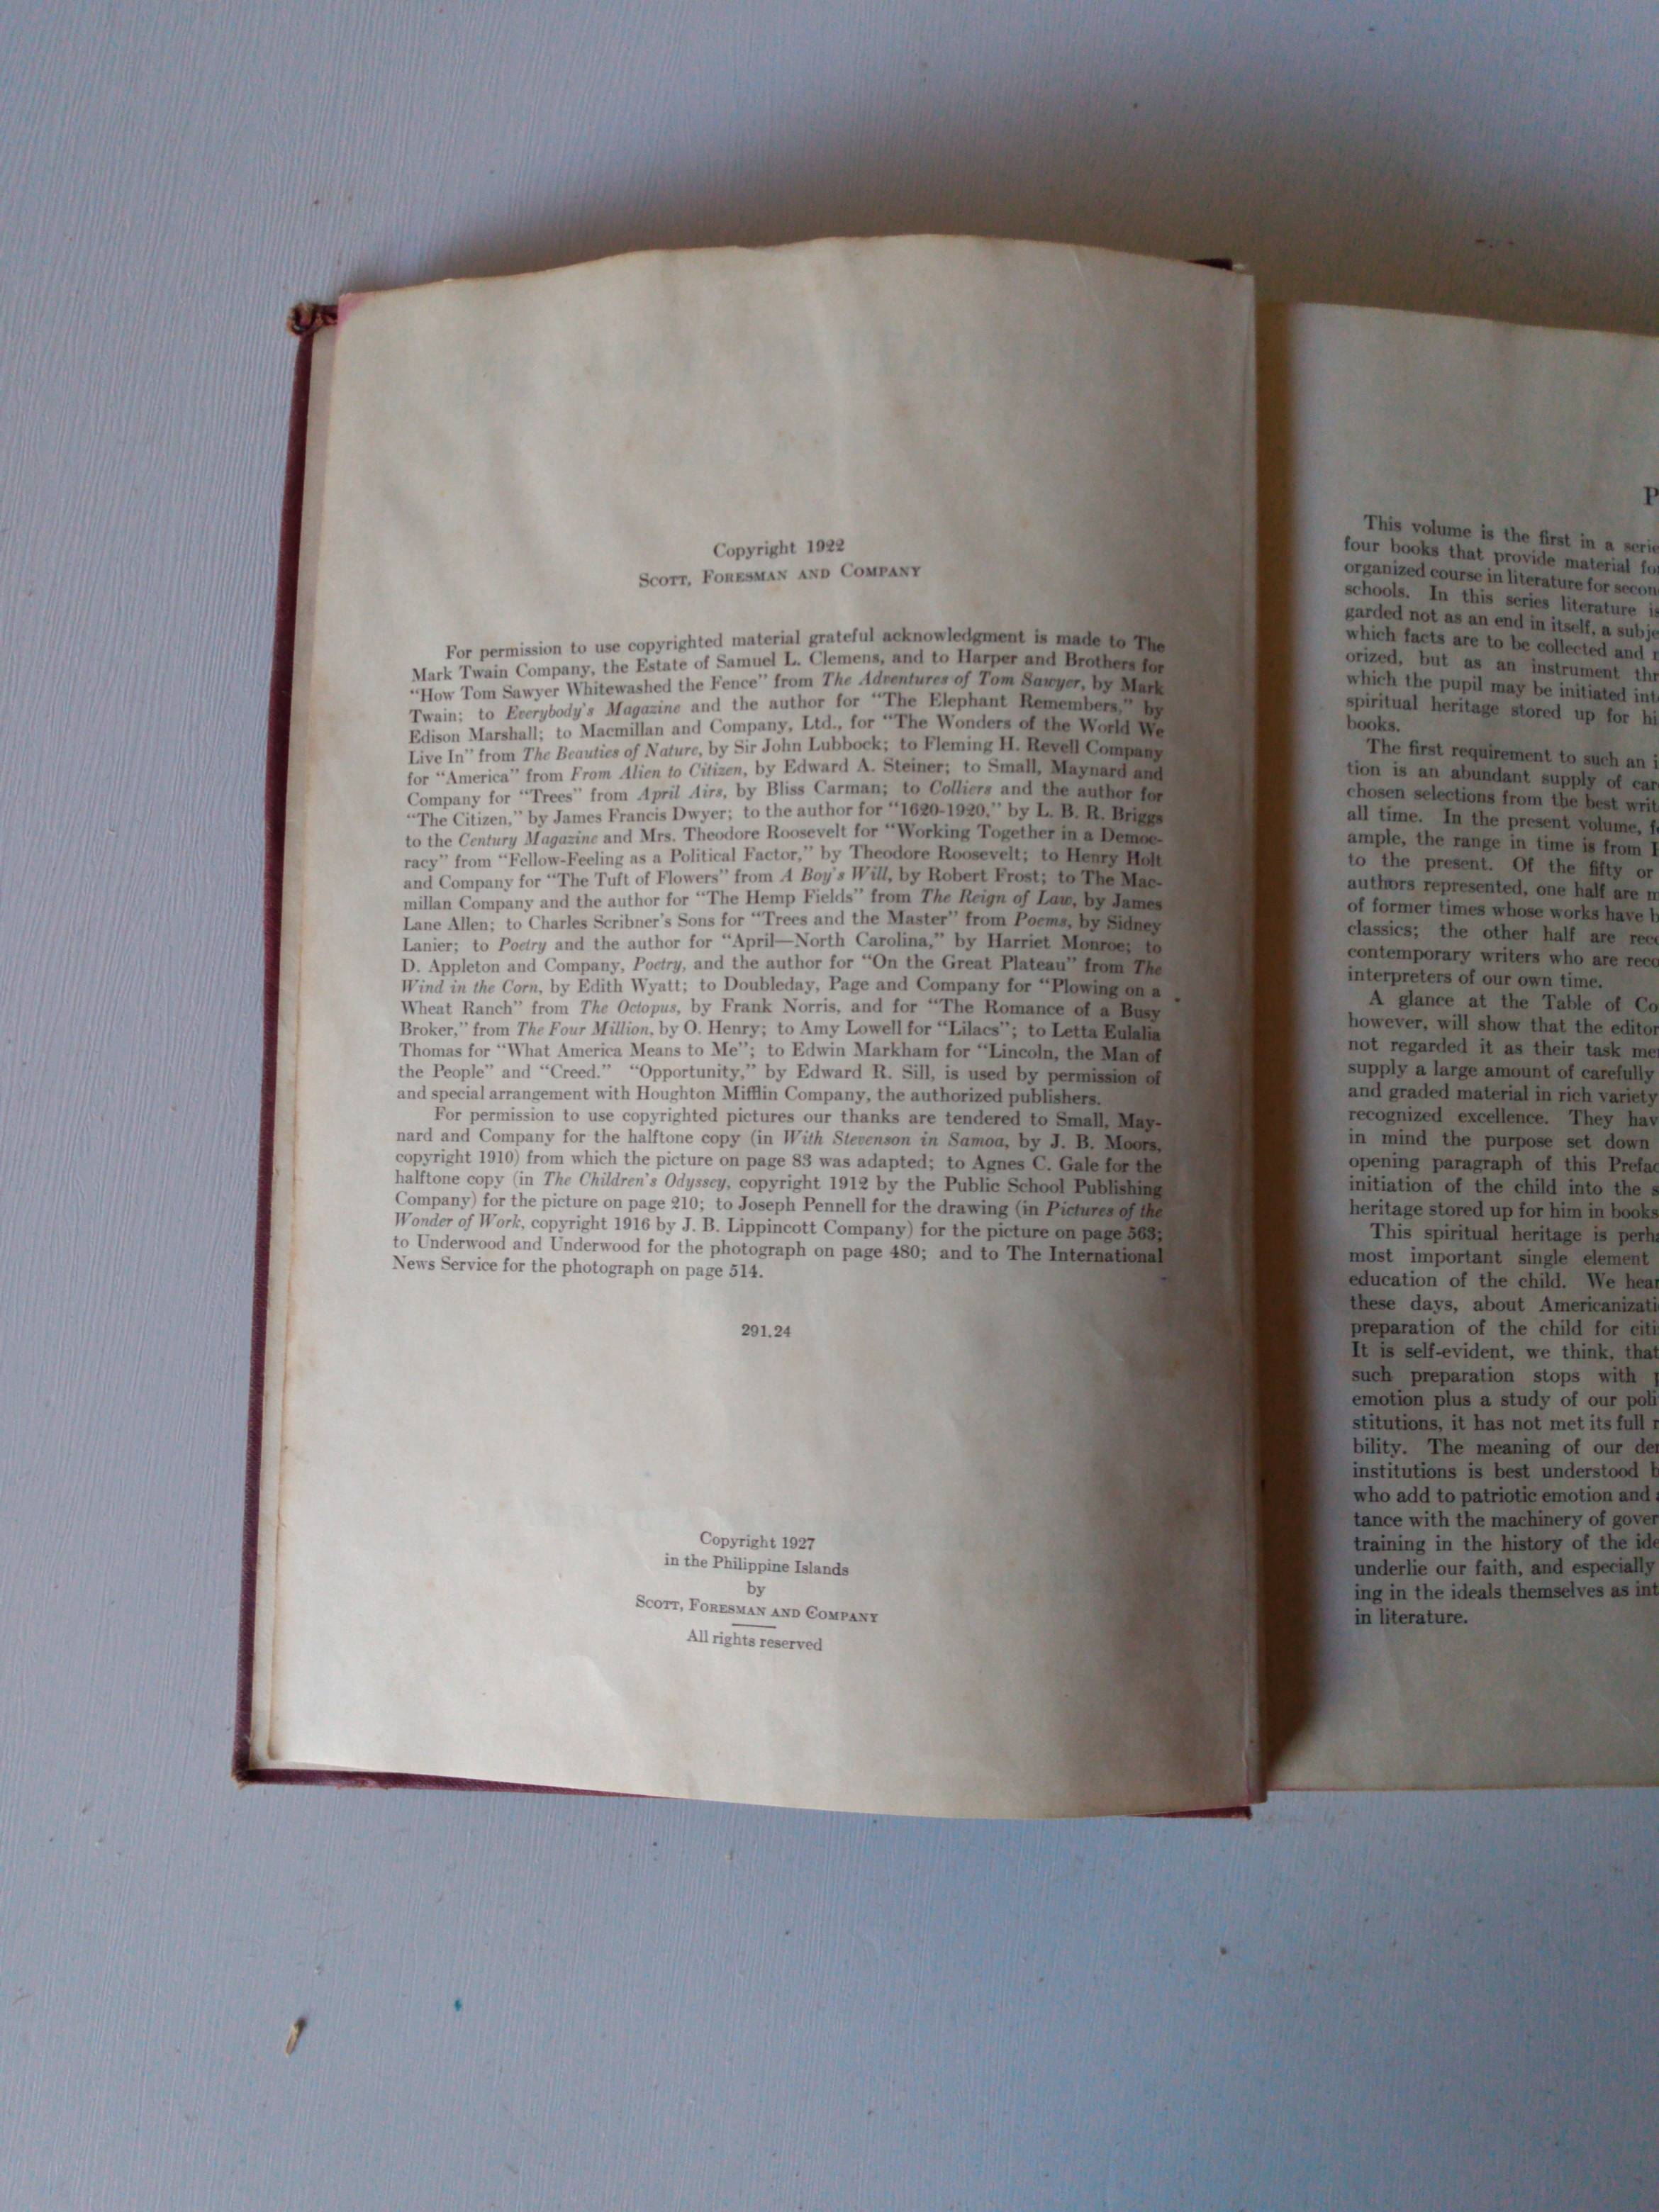 Copyright 1922
SCOTT, FORESMAN AND COMPANY
For permission to use copyrighted material grateful acknowledgment is made to The
Mark Twain Company, the Estate of Samuel L. Clemens, and to Harper and Brothers for
“How Tom Sawyer Whitewashed the Fence” from The Adventures of Tom Sawyer, by Mark
Twain; to Everybody’s Magazine and the author for “The Elephant Remembers,” by
Edison Marshall; to Macmillan and Company, Ltd., for “The Wonders of the World We
Live In” from The Beauties of Nature, by Sir John Lubbock; to Fleming H. Revell Company
for “America” from From Alien to Citizen, by Edward A. Steiner; to Small, Maynard and
Company for “Trees” from April Airs, by Bliss Carman; to Colliers and the author for
“The Citizen,” by James Francis Dwyer; to the author for “1620-1920,” by L. B. R. Briggs
to the Century Magazine and Mrs. Theodore Roosevelt for “Working Together in a Democ-
racy” from “Fellow-Feeling as a Political Factor,” by Theodore Roosevelt; to Henry Holt
and Company for “The Tuft of Flowers” from A Boy’s Will, by Robert Frost; to The Mac-
millan Company and the author for “The Hemp Fields” from The Reign of Law, by James
Lane Allen; to Charles Scribner’s Sons for “Trees and the Master” from Poems, by Sidney
Lanier; to Poetry and the author for “April—North Carolina,” by Harriet Monroe; to
D. Appleton and Company, Poetry, and the author for “On the Great Plateau” from The
Wind in the Corn, by Edith Wyatt; to Doubleday, Page and Company for “Plowing on a
Wheat Ranch” from The Octopus, by Frank Norris, and for “The Romance of a Busy
Broker,” from The Four Million, by O. Henry; to Amy Lowell for “Lilacs”; to Letta Eulalia
Thomas for “What America Means to Me”; to Edwin Markham for “Lincoln, the Man of
the People” and “Creed.” “Opportunity,” by Edward R. Sill, is used by permission of
and special arrangement with Houghton Mifflin Company, the authorized publishers.
For permission to use copyrighted pictures our thanks are tendered to Small, May-
nard and Company for the halftone copy (in With Stevenson in Samoa, by J. B. Moors,
copyright 1910) from which the picture on page 83 was adapted; to Agnes C. Gale for the
halftone copy (in The Children’s Odyssey, copyright 1912 by the Public School Publishing
Company) for the picture on page 210; to Joseph Pennell for the drawing (in Pictures of the
Wonder of Work, copyright 1916 by J. B. Lippincott Company) for the picture on page 563;
to Underwood and Underwood for the photograph on page 480; and to The International
News Service for the photograph on page 514.
291.24
Copyright 1927
in the Philippine Islands
by
SCOTT, FORESMAN AND COMPANY
All rights reserved
P
This volume is the first in a
four books that provide material
organized course in literature for
schools. In this series literature
garded not as an end in itself, a
which facts are to be collected and
orized, but as an instrument
which the pupil may be initiated
spiritual heritage stored up for
books.
The first requirement to such an
tion is an abundant supply of
chosen selections from the best
all time. In the present volume,
ample, the range in time is from
to the present. Of the fifty or
authors represented, one half are
of former times whose works have
classics; the other half are
contemporary writers who are
interpreters of our own time.
A glance at the Table of
however, will show that the
not regarded it as their task
supply a large amount of carefully
and graded material in rich variety
recognized excellence. They
in mind the purpose set down
opening paragraph of this
initiation of the child into the
heritage stored up for him in books
This spiritual heritage is
most important single element
education of the child. We
these days, about
preparation of the child for
It is self-evident, we think, that
such preparation stops with
emotion plus a study of our
stitutions, it has not met its full
bility. The meaning of our
institutions is best understood
who add to patriotic emotion and
tance with the machinery of
training in the history of the
underlie our faith, and especially
ing in the ideals themselves as
in literature.